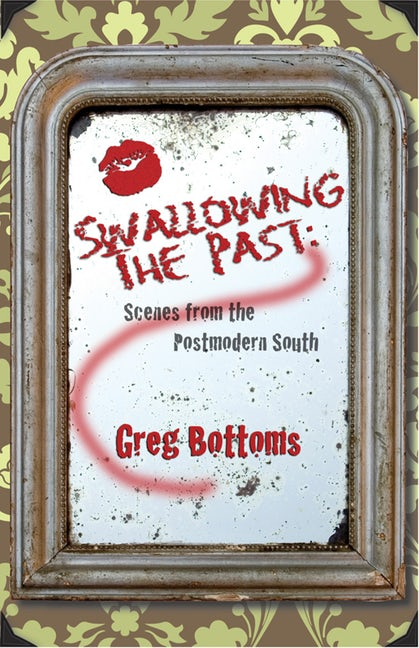 Swallowing
The Past:
Scenes from the
Postmodern South
Greg Bottoms